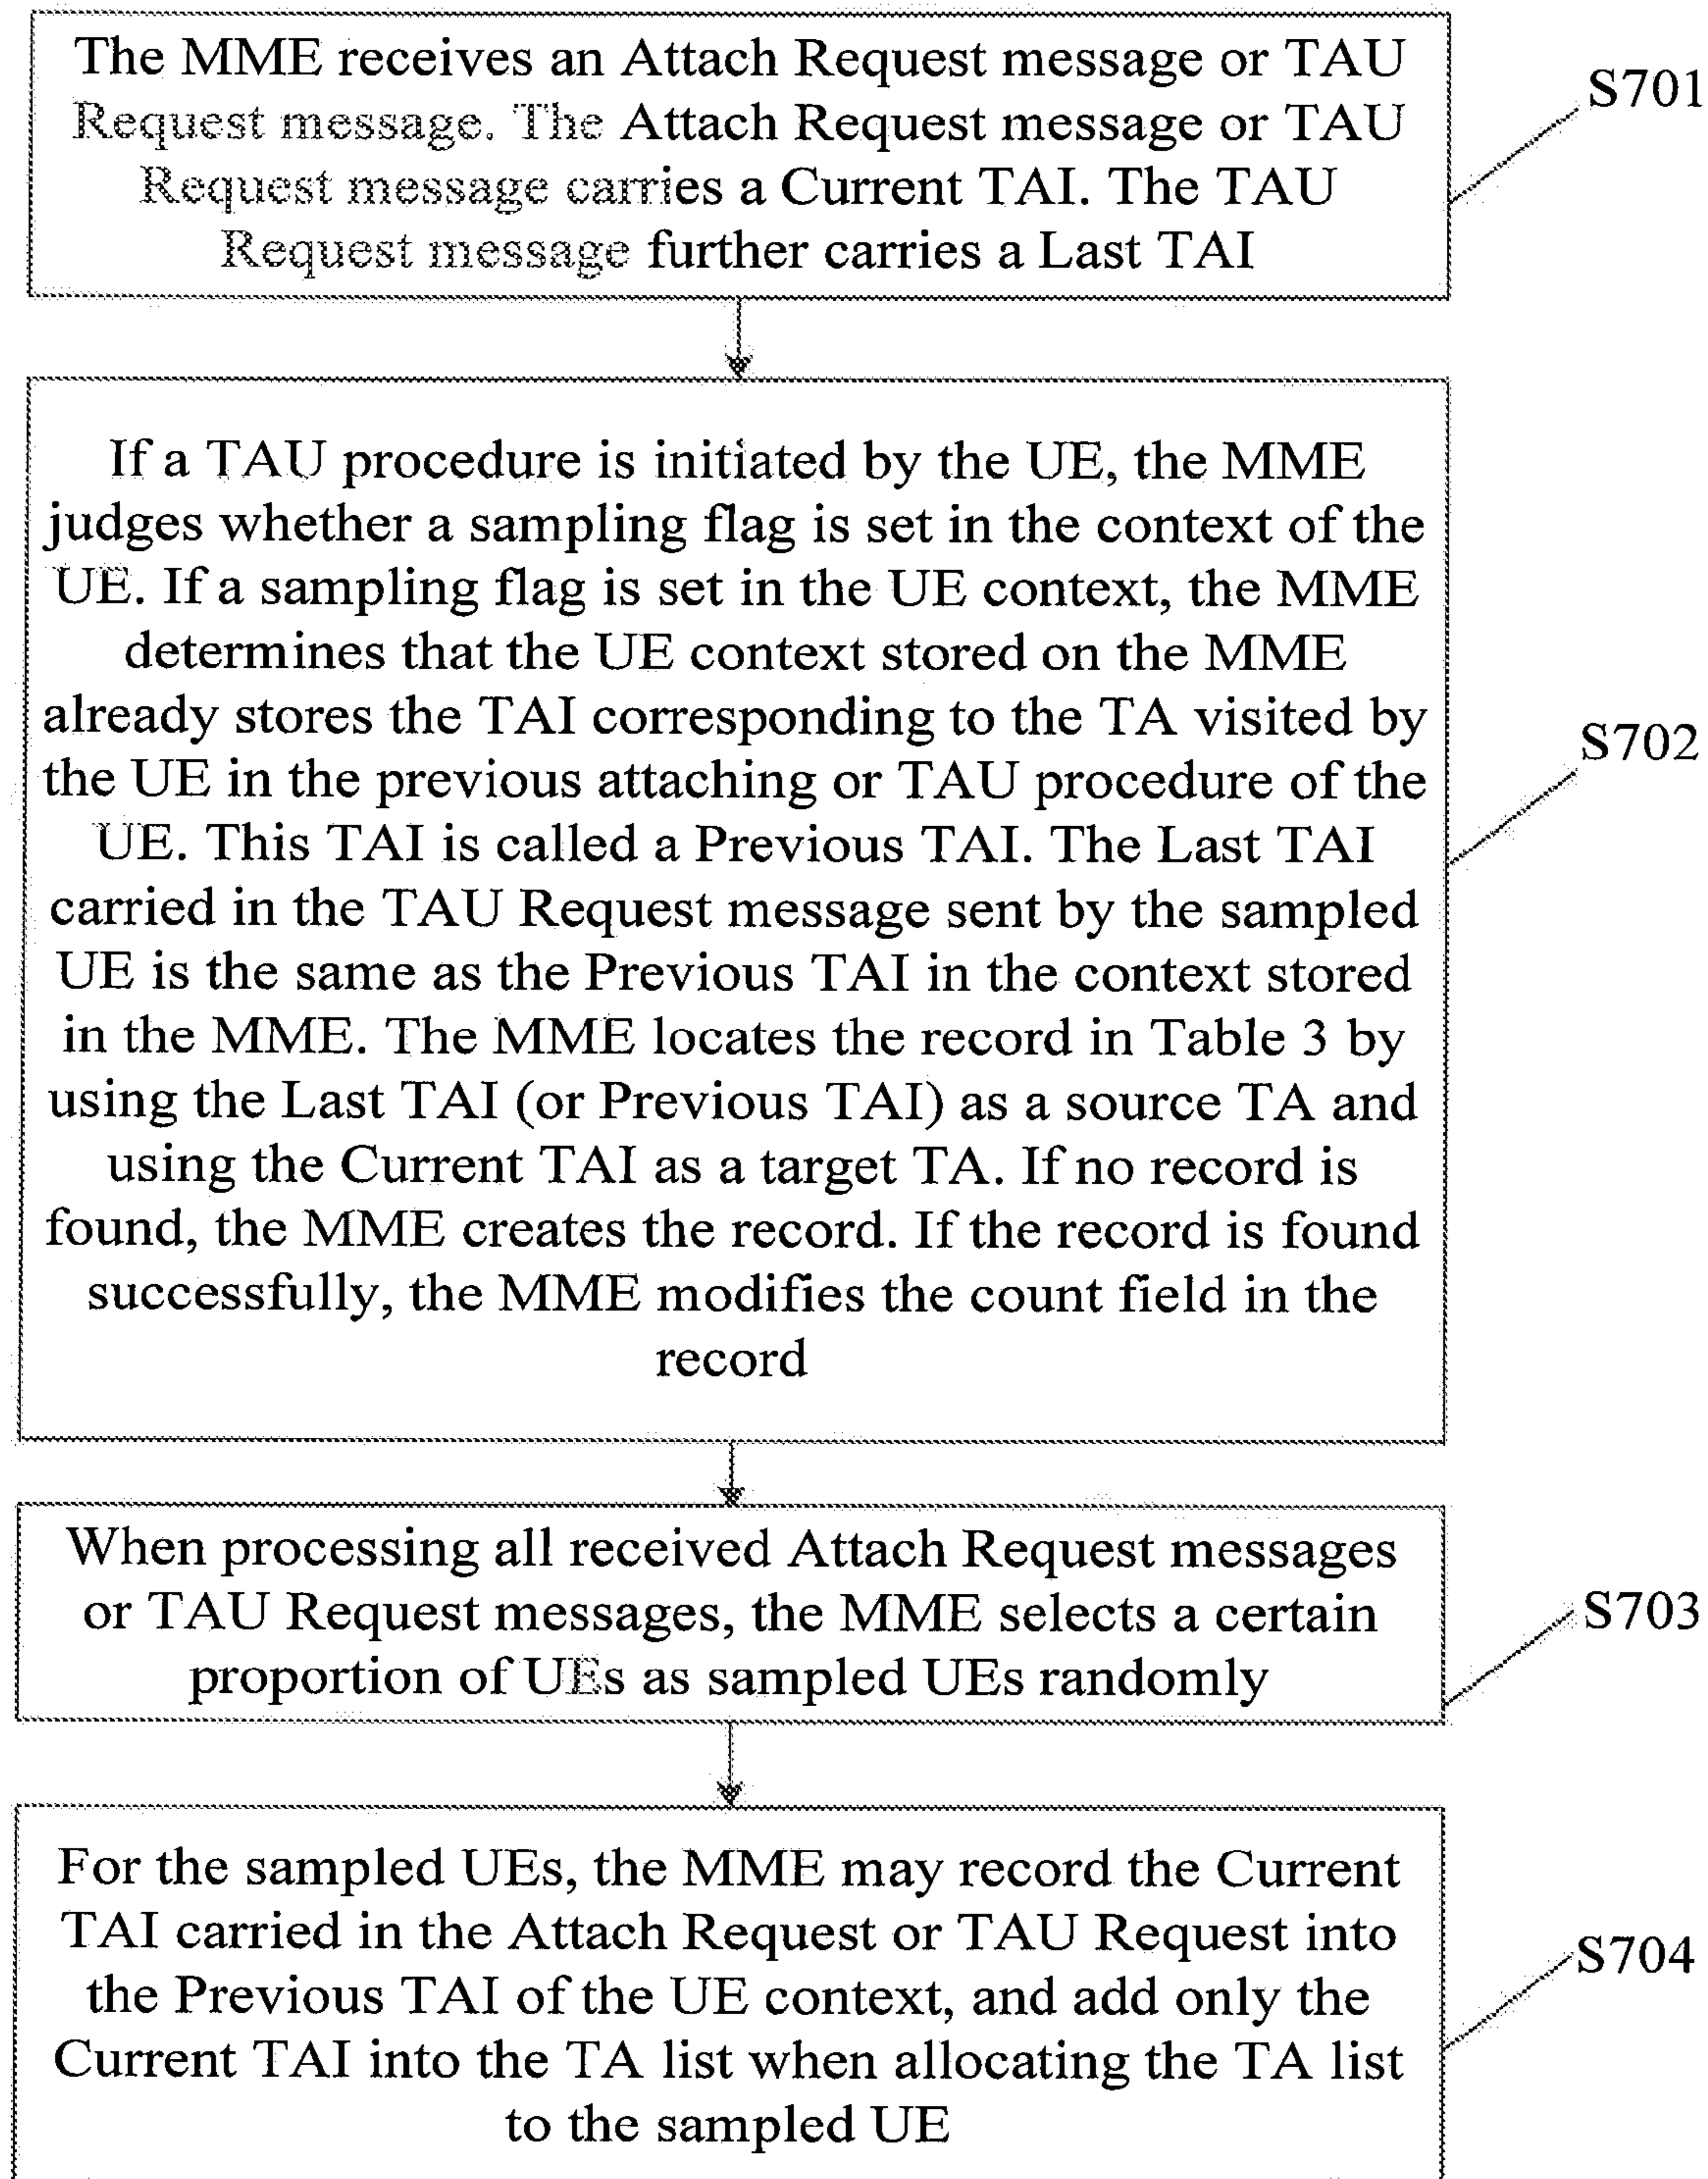 The MME receives an Attach Request message or TAU
Request message. The Attach Request message or TAU
Request message carries a Current TAI. The TAU
Request message further carries a Last TAI
S701
If a TAU procedure is initiated by the UE, the MME
judges whether a sampling flag is set in the context of the
UE. If a sampling flag is set in the UE context, the MME
determines that the UE context stored on the MME
already stores the TAI corresponding to the TA visited by
the UE in the previous attaching or TAU procedure of the
UE. This TAI is called a Previous TAI. The Last TAI
carried in the TAU Request message sent by the sampled
UE is the same as the Previous TAI in the context stored
in the MME. The MME locates the record in Table 3 by
using the Last TAI (or Previous TAI) as a source TA and
using the Current TAI as a target TA. If no record is
found, the MME creates the record. If the record is found
successfully, the MME modifies the count field in the
record
S702
When processing all received Attach Request messages
or TAU Request messages, the MME selects a certain
proportion of UEs as sampled UEs randomly
S703
For the sampled UEs, the MME may record the Current
TAI carried in the Attach Request or TAU Request into
the Previous TAI of the UE context, and add only the
Current TAI into the TA list when allocating the TA list
to the sampled UE
S704